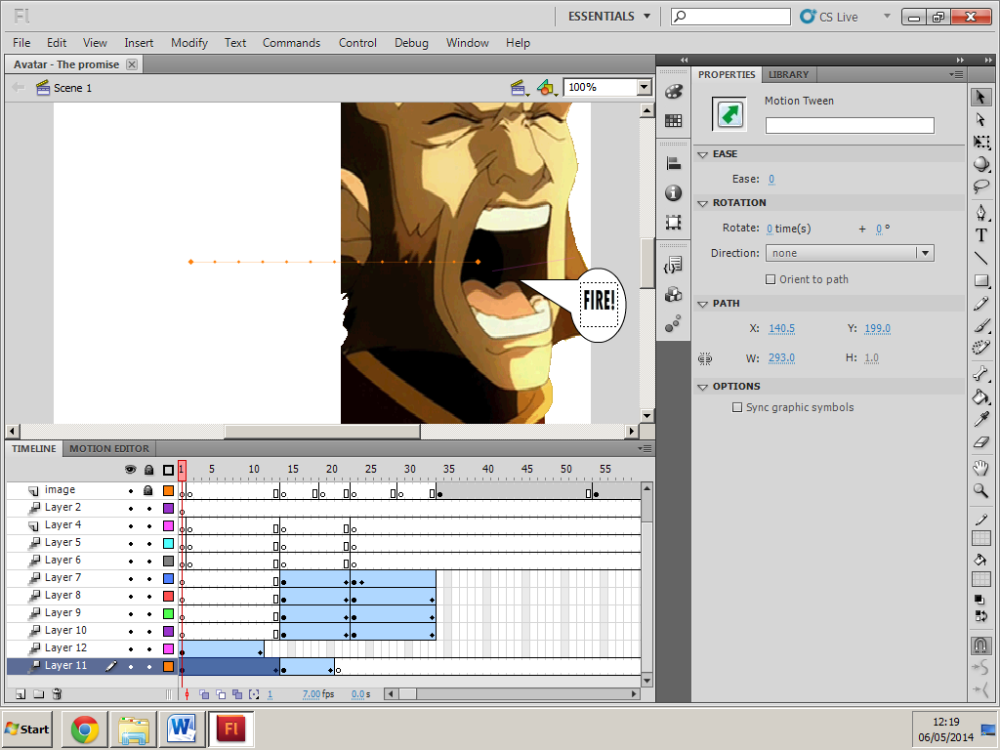 Fl
ESSENTIALS
CS Live
File Edit View Insert Modify Text Commands Control Debug Window Help
Avatar - The promise
Scene 1
100%
FIRE!
PROPERTIES LIBRARY
Motion Tween
EASE
Ease: 0
ROTATION
Rotate: 0 time(s) + 0 °
Direction: none
Orient to path
PATH
X: 140.5 Y: 199.0
W: 293.0 H: 1.0
OPTIONS
Sync graphic symbols
T
TIMELINE MOTION EDITOR
1 5 10 15 20 25 30 35 40 45 50 55
image
Layer 2
Layer 4
Layer 5
Layer 6
Layer 7
Layer 8
Layer 9
Layer 10
Layer 12
Layer 11
1 7.00 fps 0.0 s
Start
W
Fl
12:19
06/05/2014